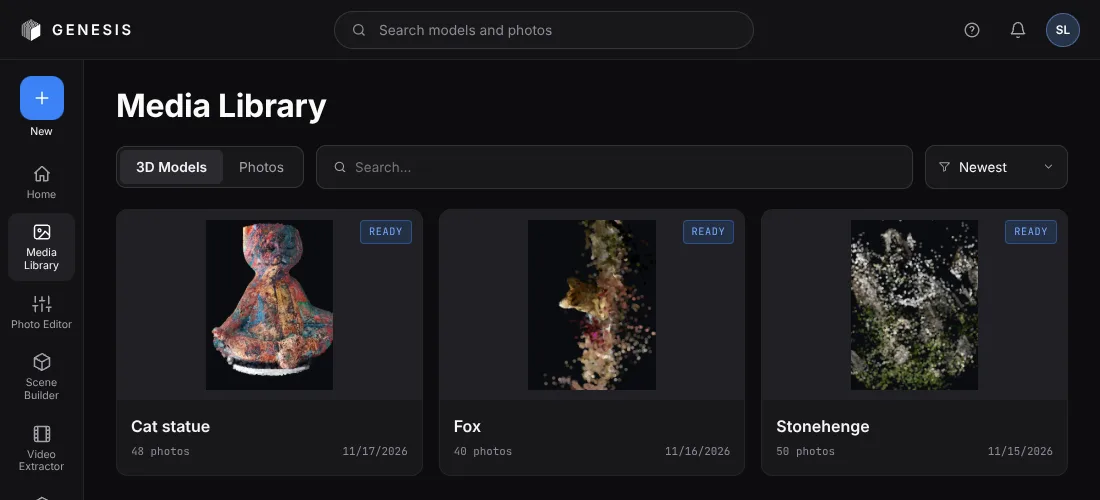 GENESIS
Search models and photos
SL
New
Home
Media
Library
Photo Editor
Scene
Builder
Video
Extractor
Media Library
3D Models
Photos
Search...
Newest
READY
Cat statue
48 photos
11/17/2026
READY
Fox
40 photos
11/16/2026
READY
Stonehenge
50 photos
11/15/2026